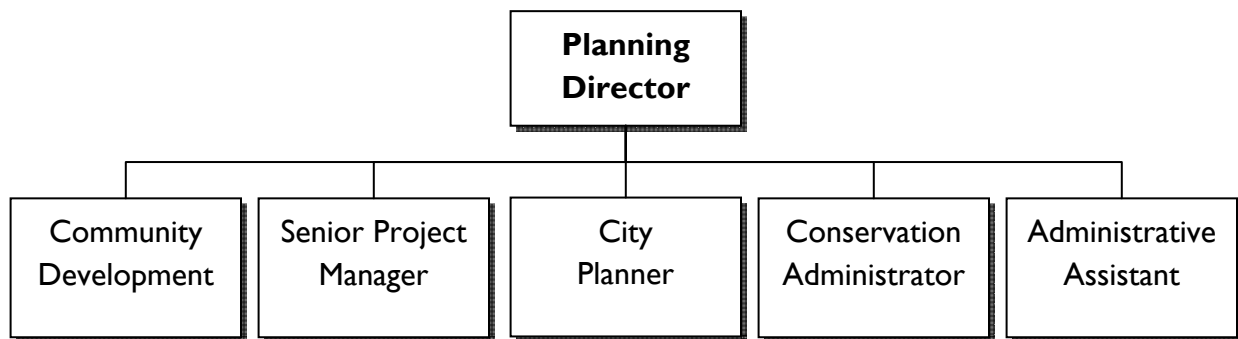 Planning
Director
Community
Development
Senior Project
Manager
City
Planner
Conservation
Administrator
Administrative
Assistant